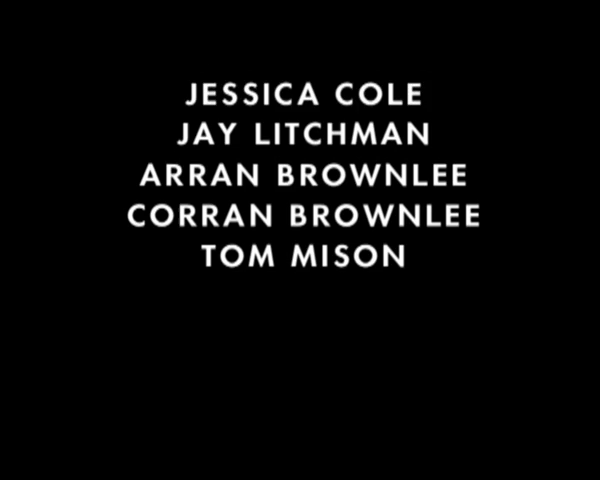 JESSICA COLE
JAY LITCHMAN
ARRAN BROWNLEE
CORRAN BROWNLEE
TOM MISON